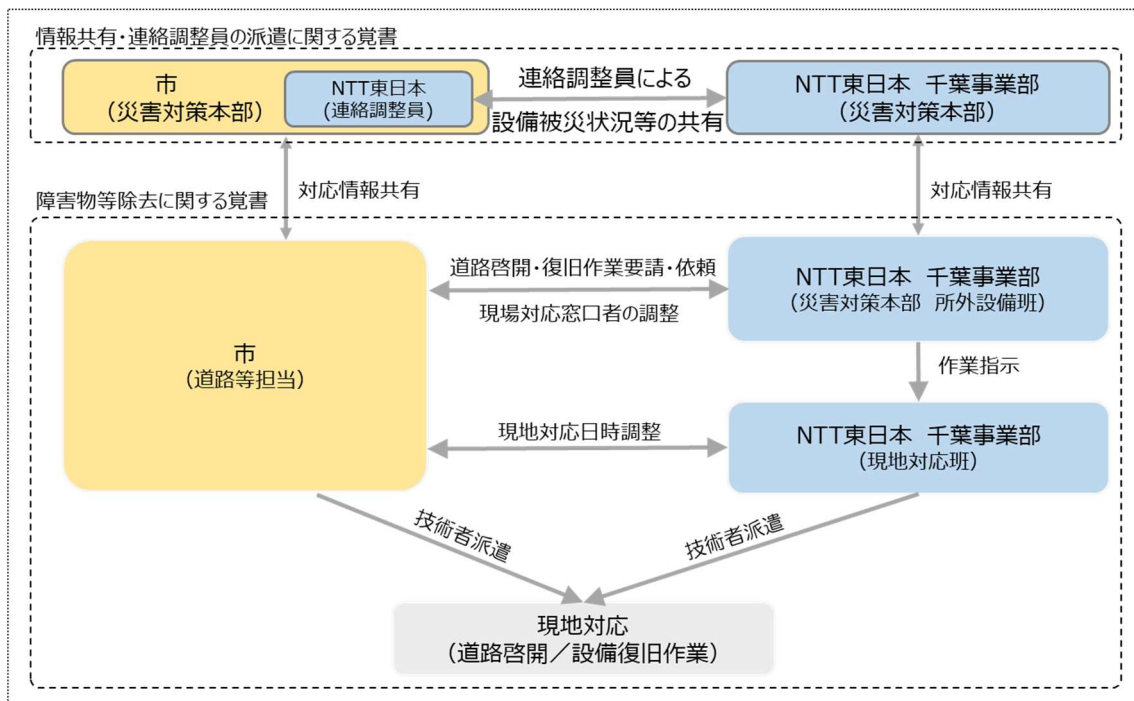 情報共有・連絡調整員の派遣に関する覚書
市
（災害対策本部）
NTT東日本
（連絡調整員）
連絡調整員による
設備被災状況等の共有
NTT東日本　千葉事業部
（災害対策本部）
対応情報共有
対応情報共有
障害物等除去に関する覚書
市
（道路等担当）
道路啓開・復旧作業要請・依頼
現場対応窓口者の調整
NTT東日本　千葉事業部
（災害対策本部　所外設備班）
作業指示
現地対応日時調整
NTT東日本　千葉事業部
（現地対応班）
技術者派遣
技術者派遣
現地対応
（道路啓開／設備復旧作業）